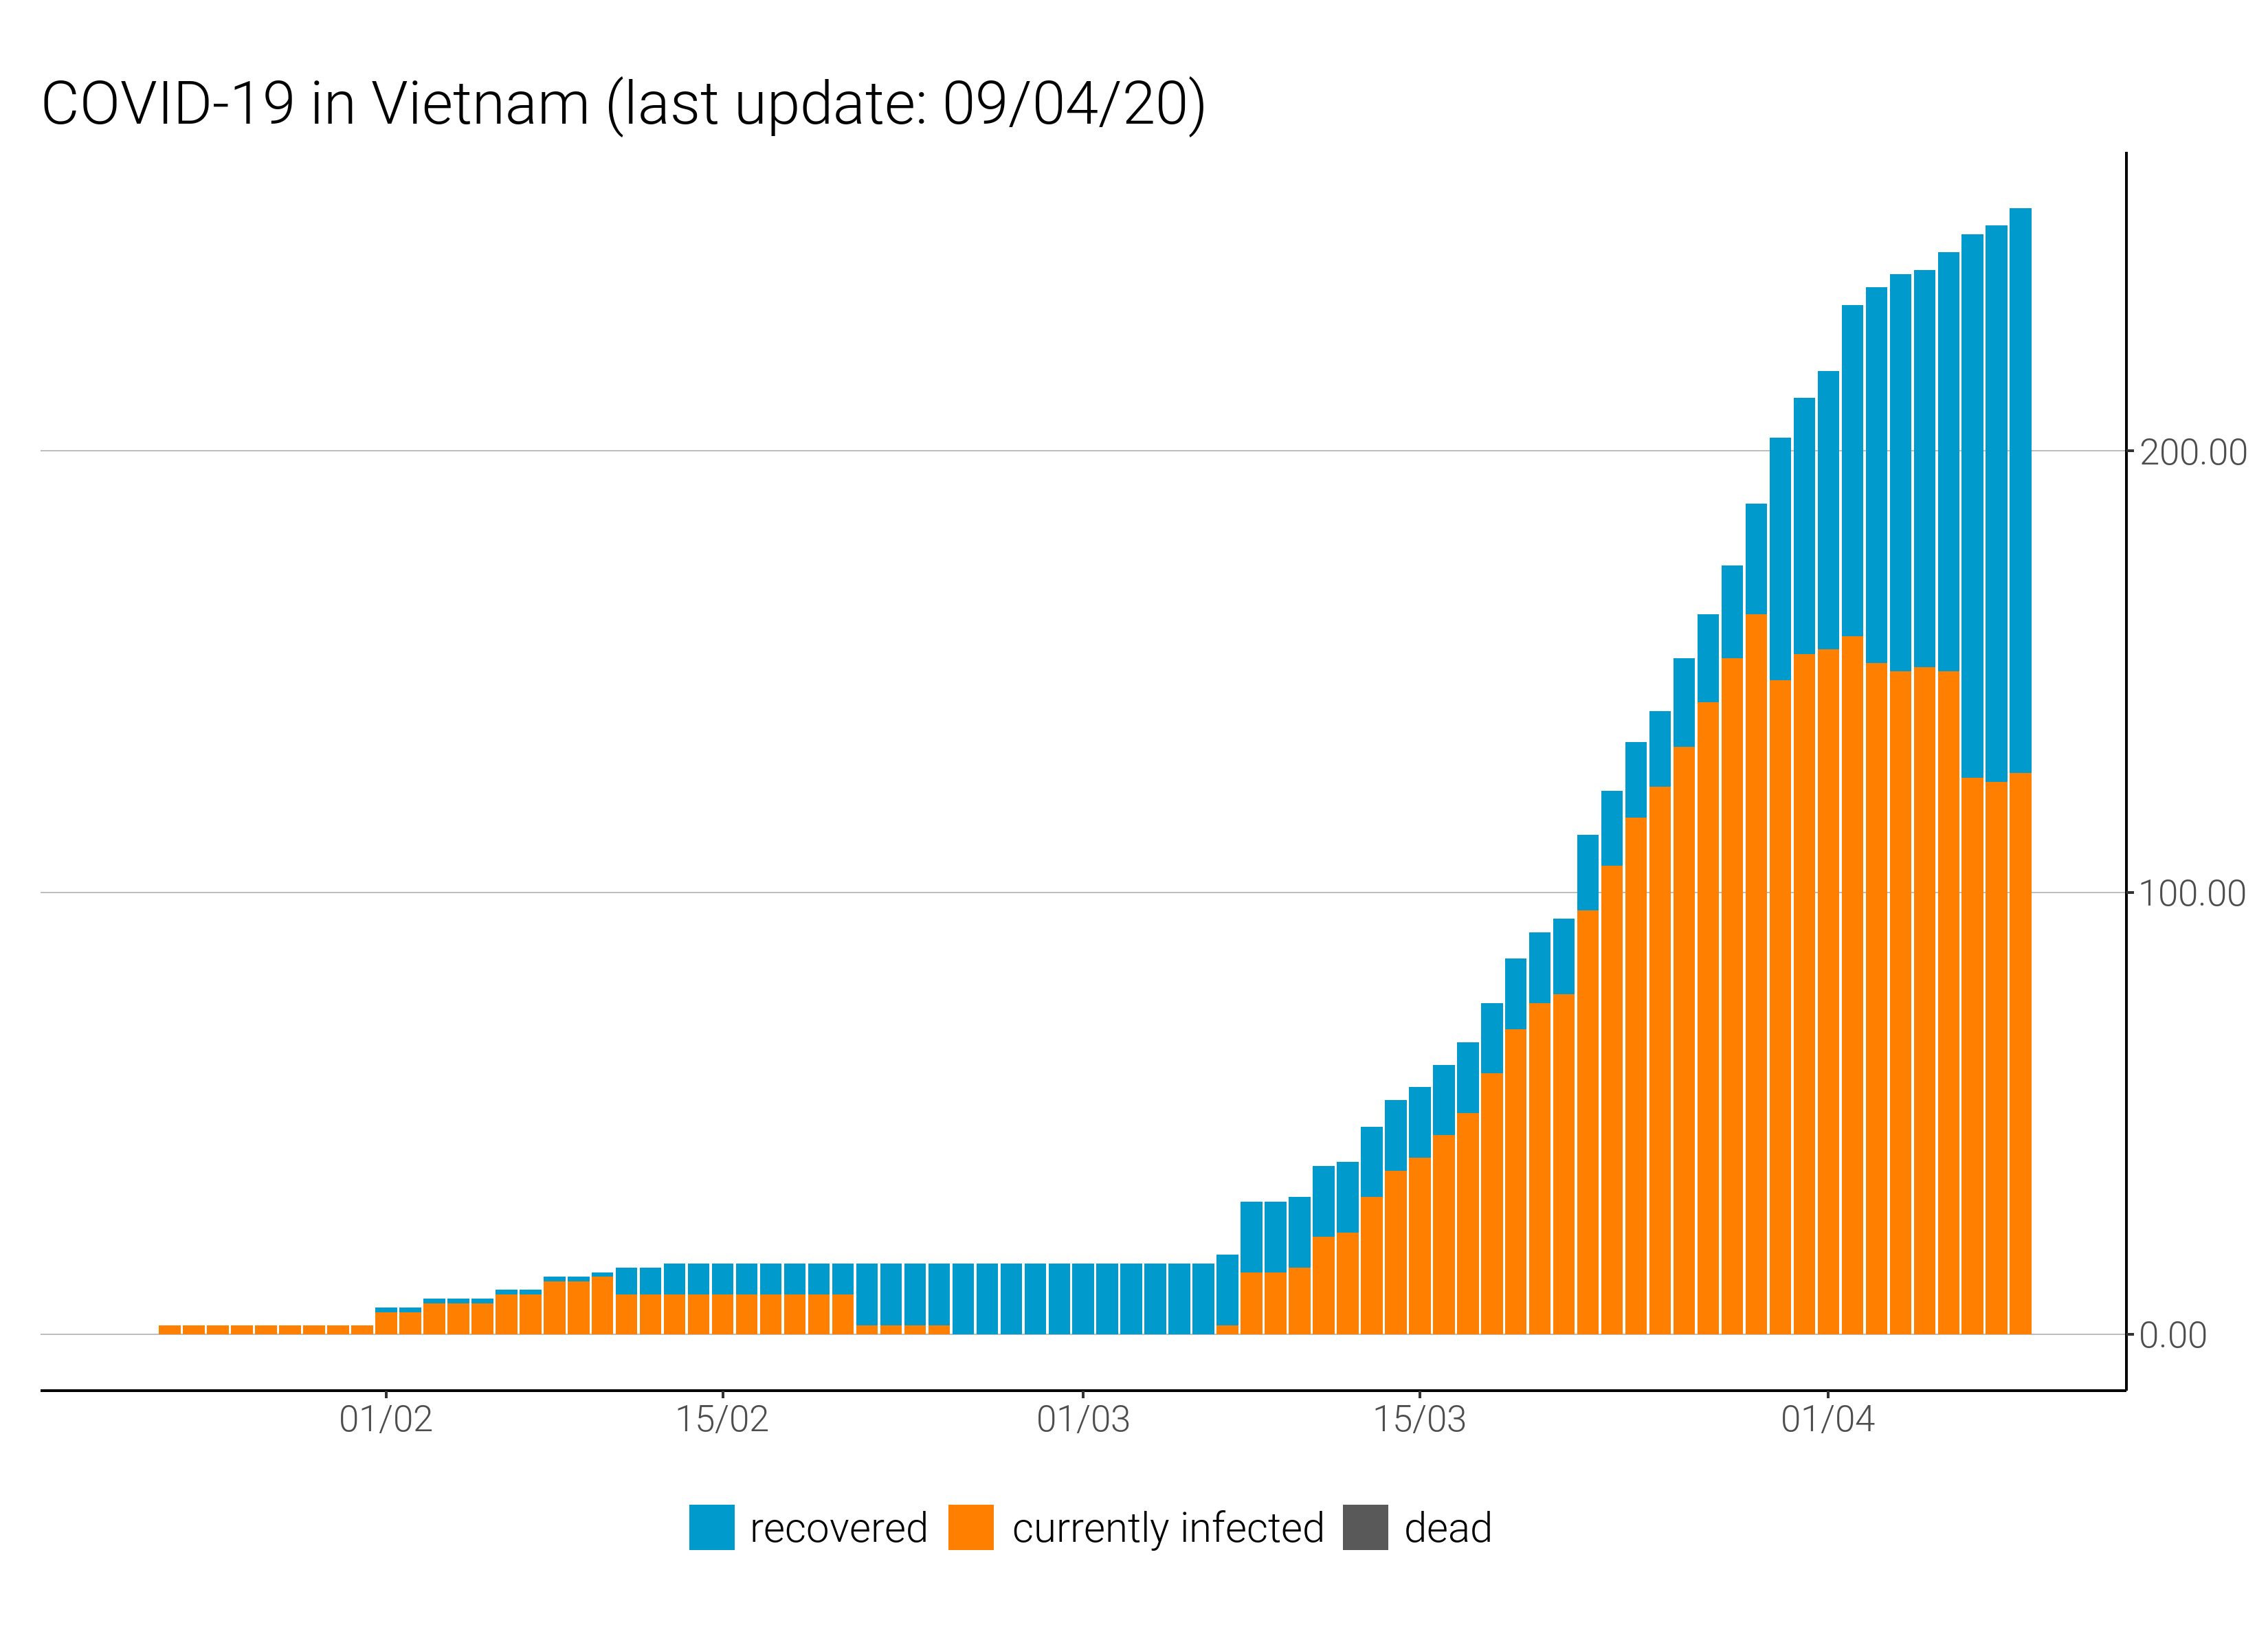 COVID-19 in Vietnam (last update: 09/04/20)
200.00
100.00
0.00
01/02 15/02 01/03 15/03 01/04
recovered currently infected dead